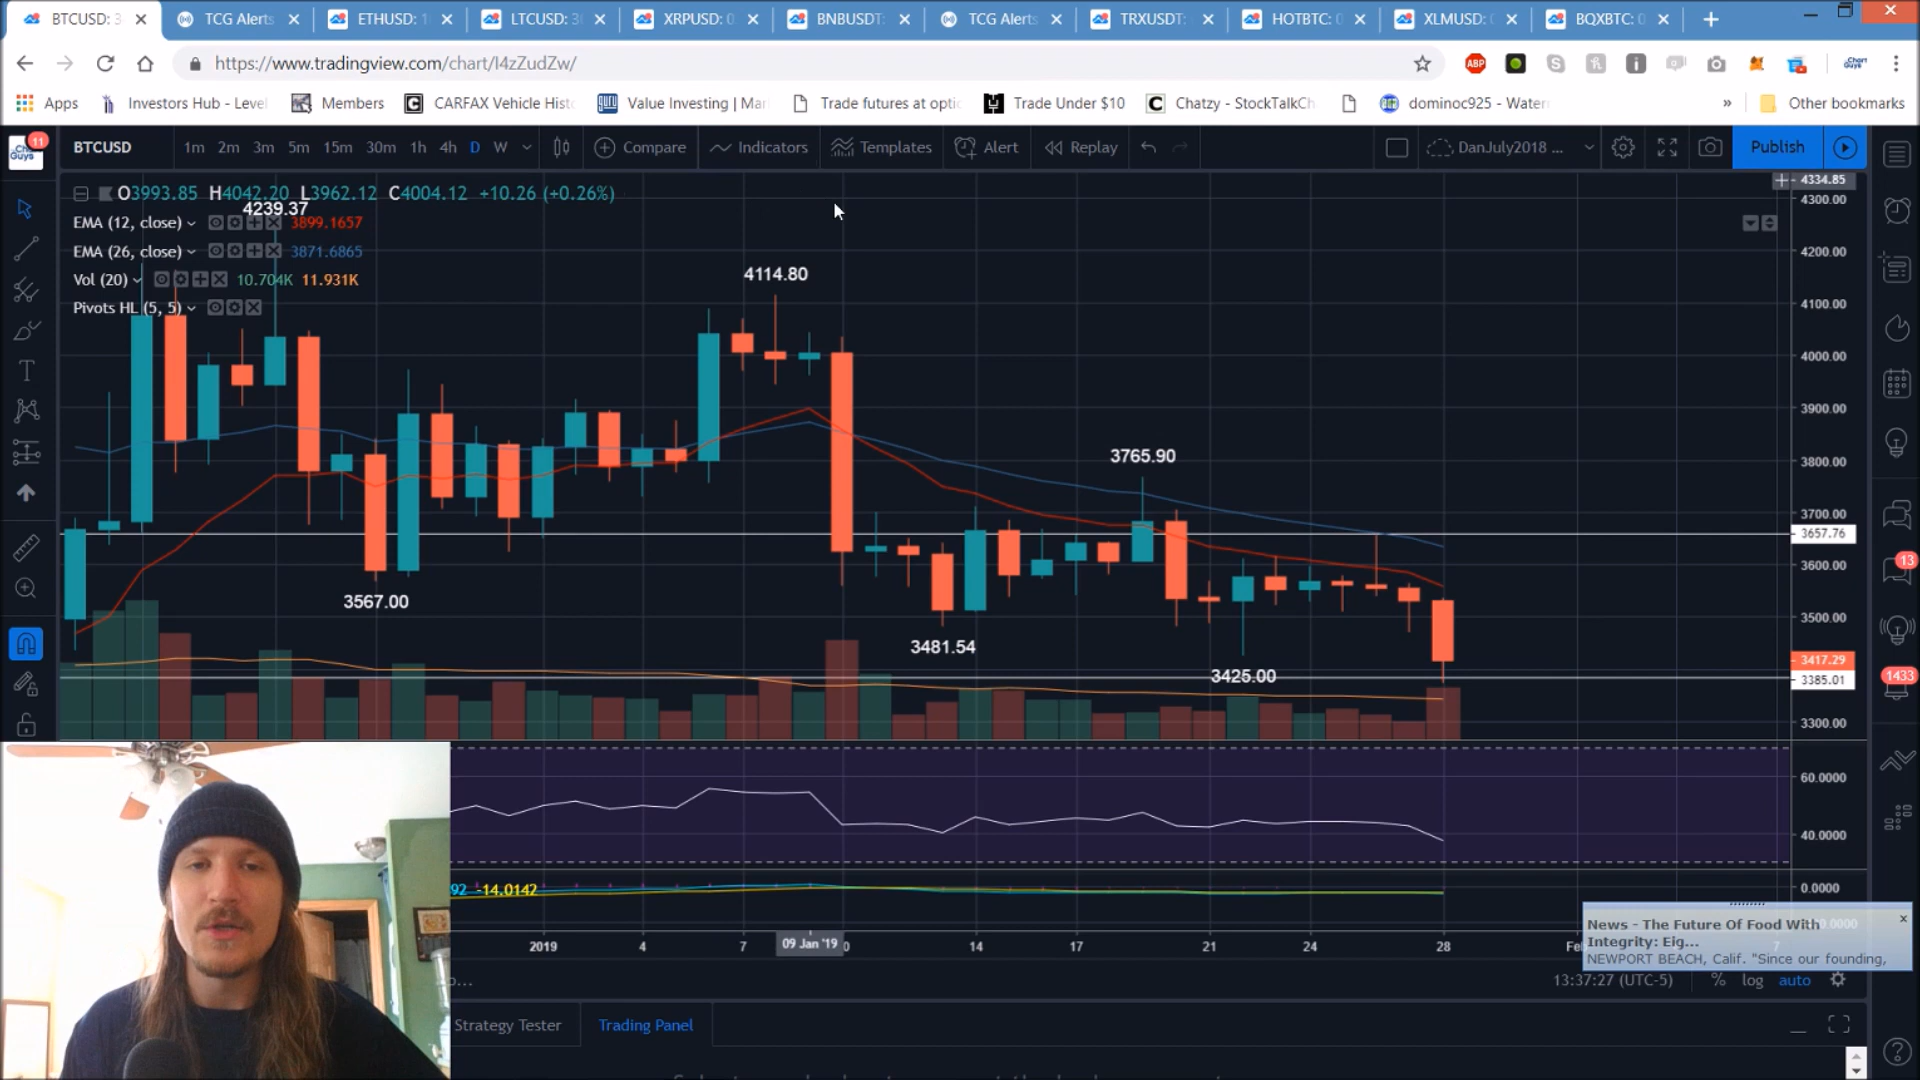 BTCUSD: 3
TCG Alerts
ETHUSD: 1
LTCUSD: 3
XRPUSD: 0
BNBUSDT:
TCG Alerts
TRXUSDT:
HOTBTC: 0
XLMUSD: 0
BQXBTC: 0
https://www.tradingview.com/chart/I4zZudZw/
ABP
Apps
Investors Hub - Level
Members
CARFAX Vehicle Histo
Value Investing | Mar
Trade futures at optio
Trade Under $10
Chatzy - StockTalkCh
dominoc925 - Water
»
Other bookmarks
11
BTCUSD 1m 2m 3m 5m 15m 30m 1h 4h D W Compare Indicators Templates Alert Replay DanJuly2018 ... Publish
O3993.85 H4042.20 L3962.12 C4004.12 +10.26 (+0.26%)
4239.37
EMA (12, close) 3899.1657
EMA (26, close) 3871.6865
Vol (20) 10.704K 11.931K
Pivots HL (5, 5)
4114.80
3765.90
3567.00
3481.54
3425.00
4334.85
4300.00
4200.00
4100.00
4000.00
3900.00
3800.00
3700.00
3657.76
3600.00
3500.00
3417.29
3385.01
3300.00
60.0000
40.0000
0.0000
13
1433
92 -14.0142
2019 4 7 09 Jan '19 14 17 21 24 28
News - The Future Of Food With
Integrity: Eig...
NEWPORT BEACH, Calif. "Since our founding,
13:37:27 (UTC-5) % log auto
Strategy Tester
Trading Panel